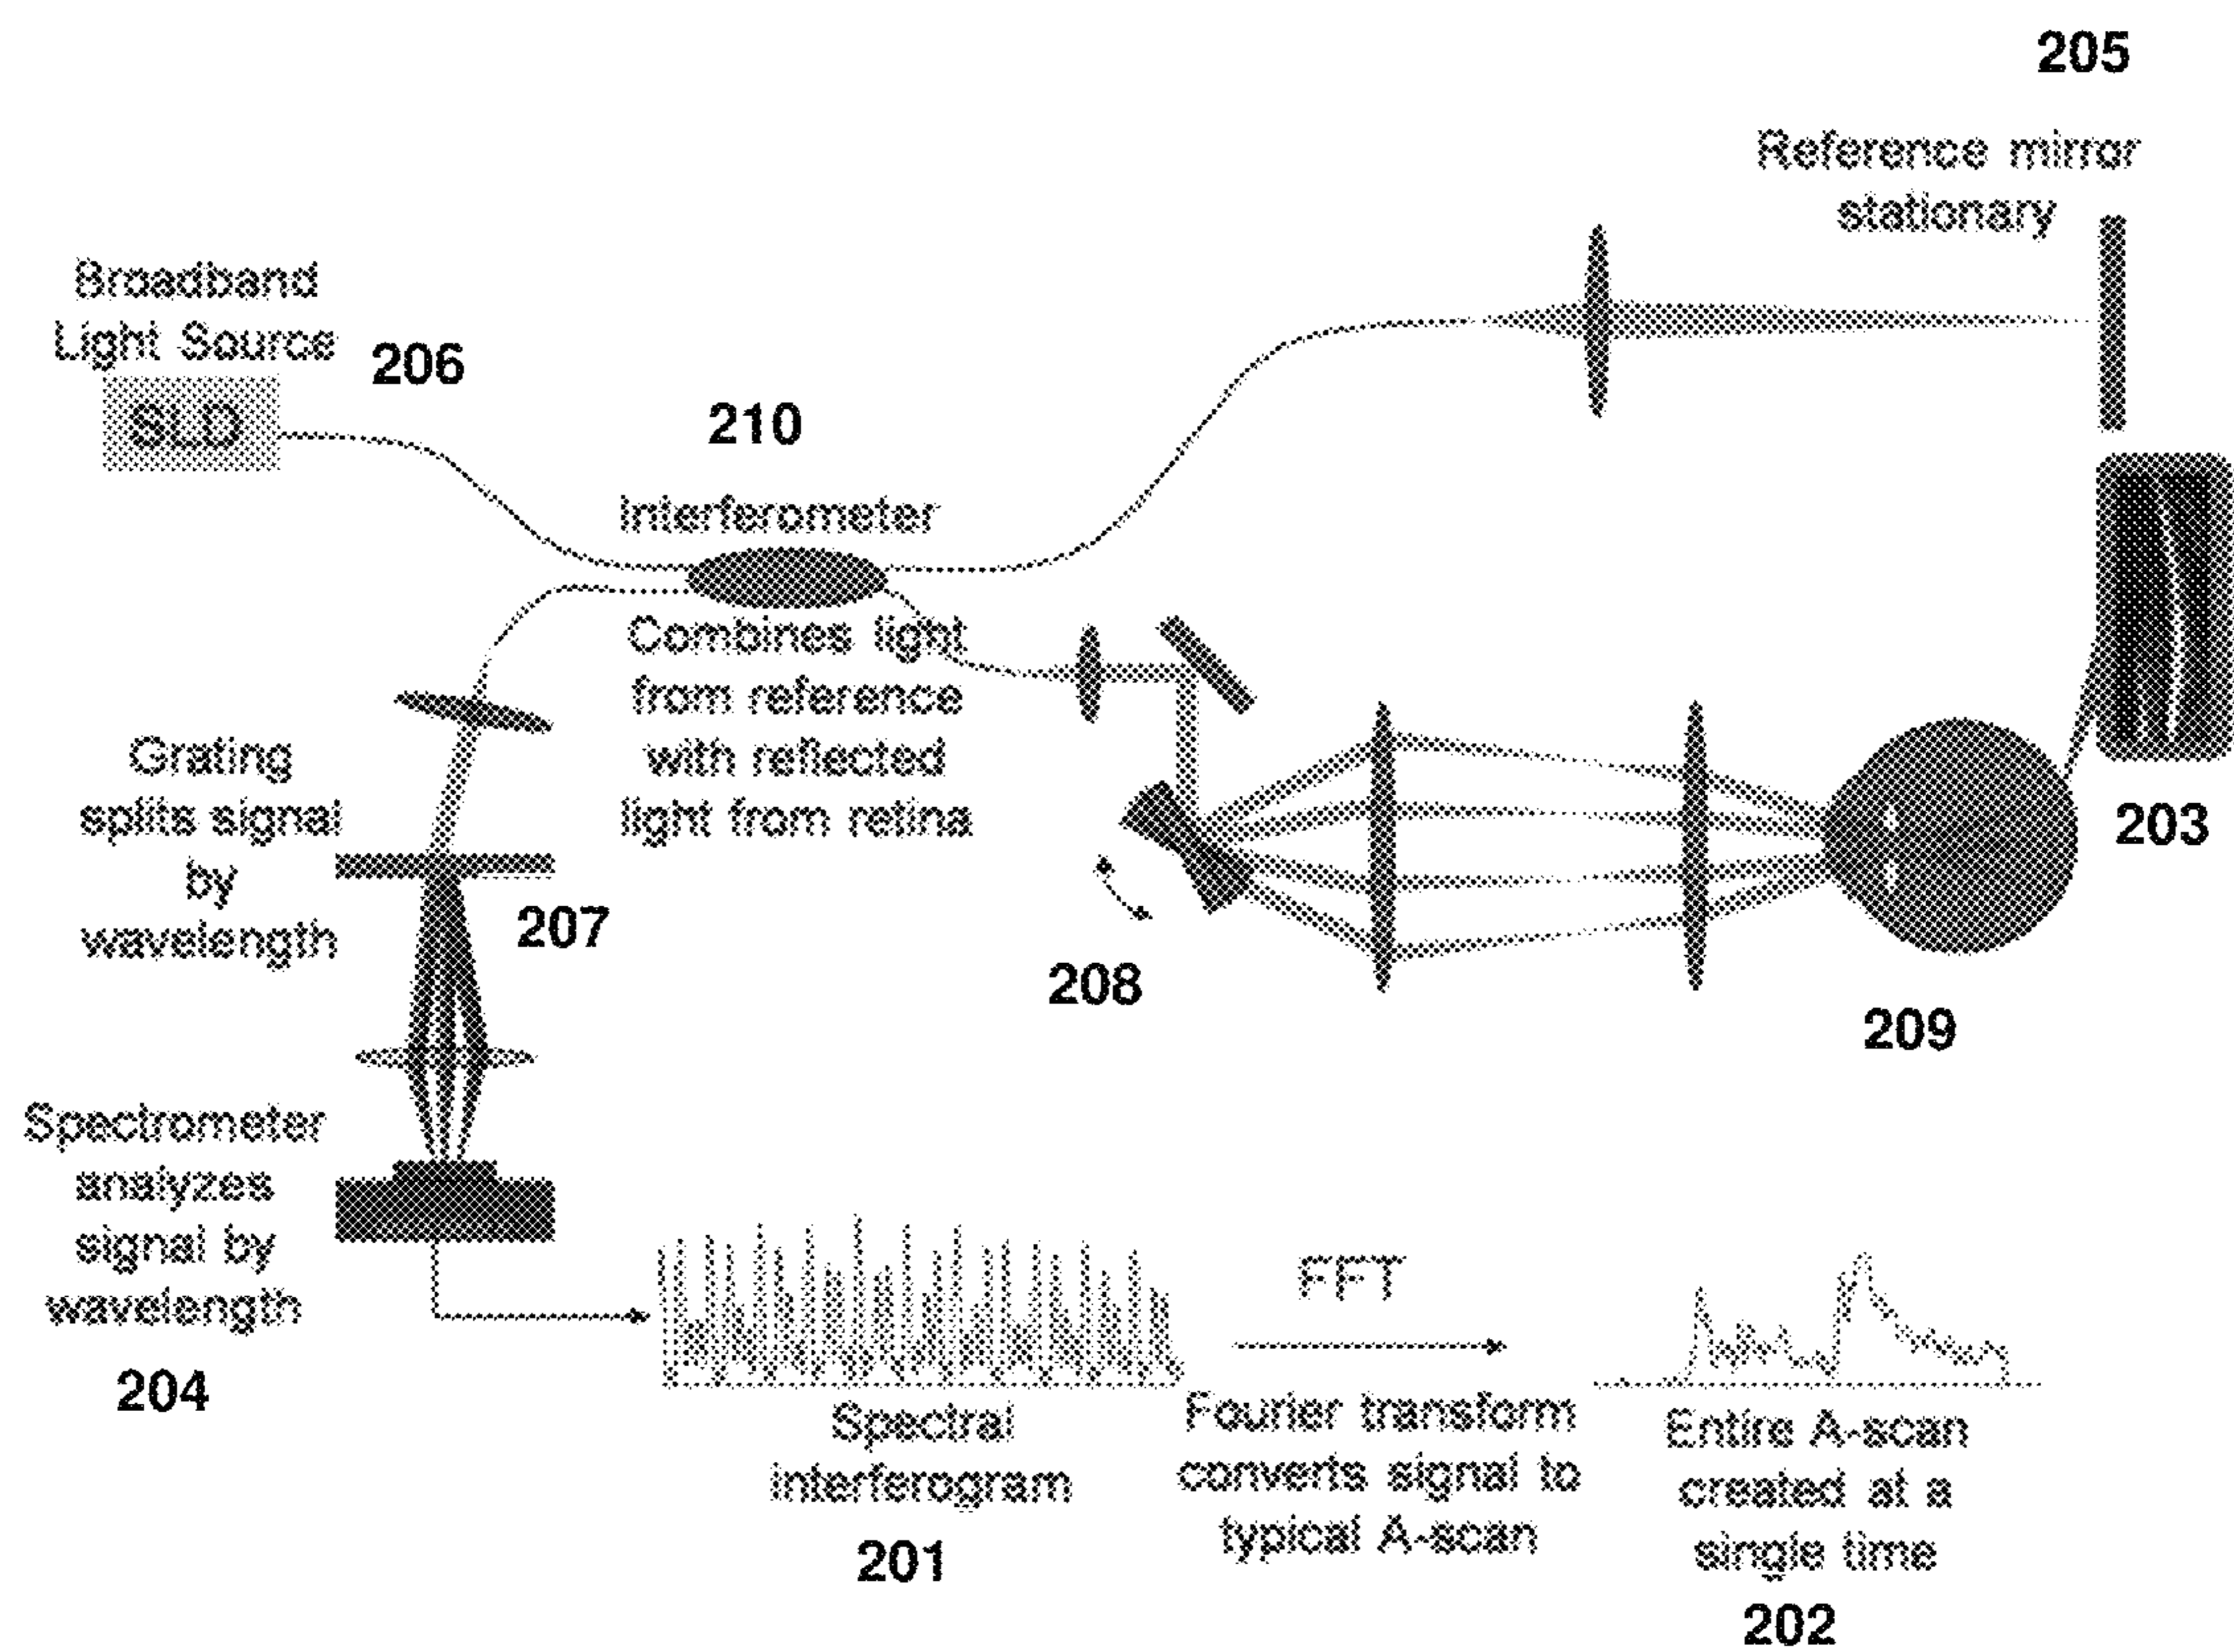 205
Reference mirror
stationary
Broadband
Light Source
206
SLD
210
Interferometer
Combines light
from reference
with reflected
light from retina
Grating
splits signal
by
wavelength
207
208
203
209
Spectrometer
analyzes
signal by
wavelength
204
Spectral
interferogram
201
FFT
Fourier transform
converts signal to
typical A-scan
Entire A-scan
created at a
single time
202